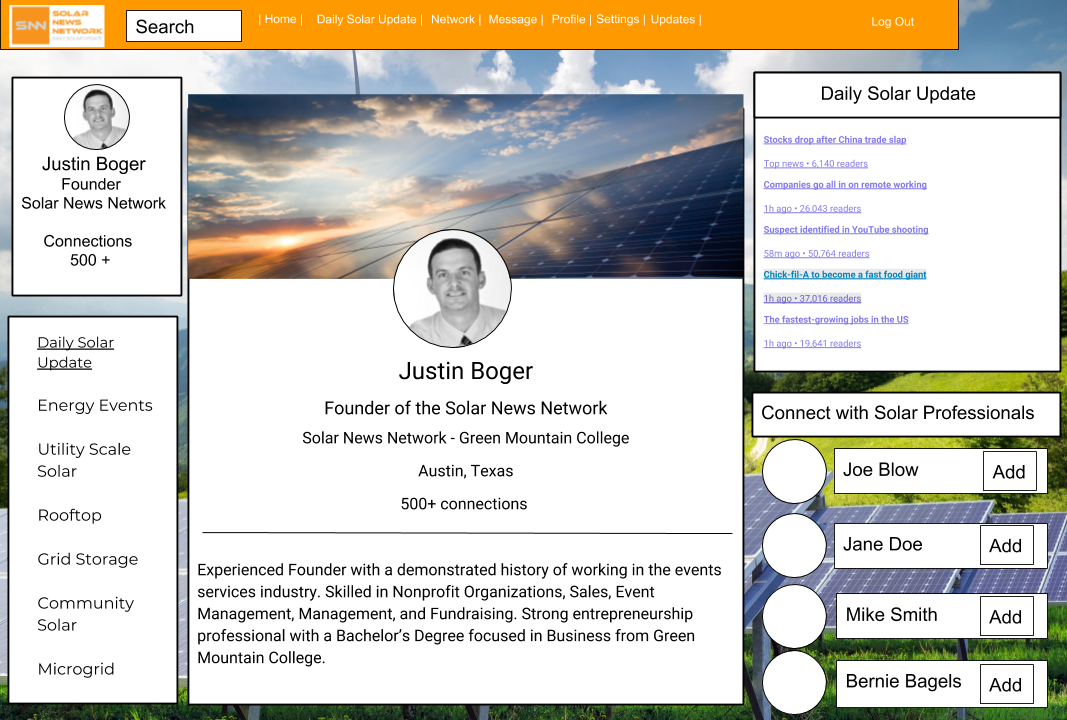 SNN
SOLAR
NEWS
NETWORK
Search
| Home | Daily Solar Update | Network | Message | Profile | Settings | Updates |
Log Out
Justin Boger
Founder
Solar News Network
Connections
500 +
Daily Solar
Update
Energy Events
Utility Scale
Solar
Rooftop
Grid Storage
Community
Solar
Microgrid
Justin Boger
Founder of the Solar News Network
Solar News Network - Green Mountain College
Austin, Texas
500+ connections
Experienced Founder with a demonstrated history of working in the events
services industry. Skilled in Nonprofit Organizations, Sales, Event
Management, Management, and Fundraising. Strong entrepreneurship
professional with a Bachelor’s Degree focused in Business from Green
Mountain College.
Daily Solar Update
Stocks drop after China trade slap
Top news • 6,140 readers
Companies go all in on remote working
1h ago • 26,043 readers
Suspect identified in YouTube shooting
58m ago • 50,764 readers
Chick-fil-A to become a fast food giant
1h ago • 37,016 readers
The fastest-growing jobs in the US
1h ago • 19,641 readers
Connect with Solar Professionals
Joe Blow
Add
Jane Doe
Add
Mike Smith
Add
Bernie Bagels
Add